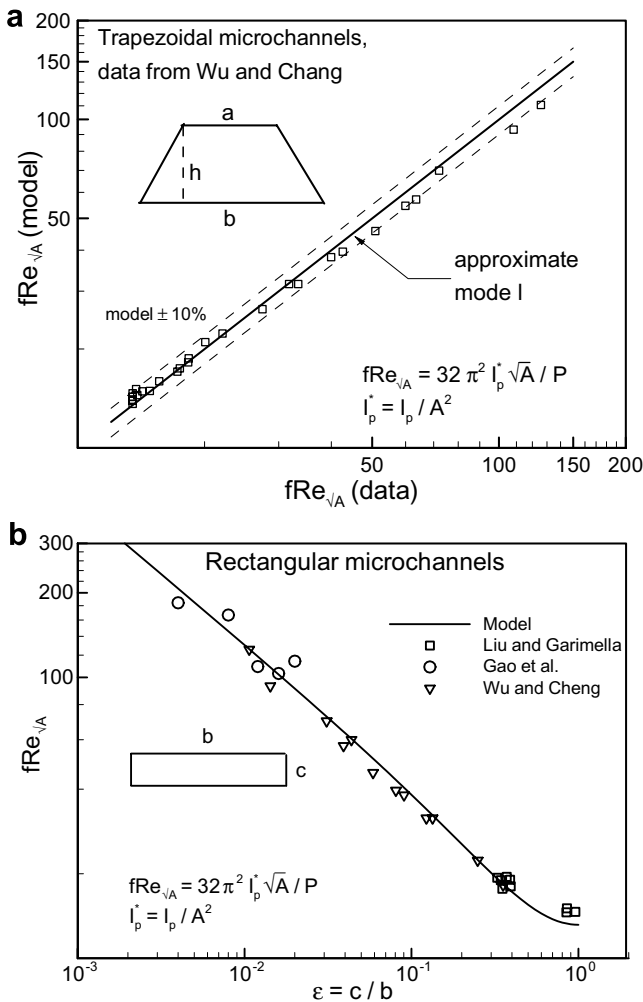 a
200
150
100
50
fRe√A (model)
Trapezoidal microchannels,
data from Wu and Chang
a
h
b
model ± 10%
approximate
mode l
fRe√A = 32 π² I*p √A / P
I*p = Ip / A²
50 100 150 200
fRe√A (data)
b
300
200
100
fRe√A
Rectangular microchannels
Model
Liu and Garimella
Gao et al.
Wu and Cheng
b
c
fRe√A = 32 π² I*p √A / P
I*p = Ip / A²
10⁻³ 10⁻² 10⁻¹ 10⁰
ε = c / b